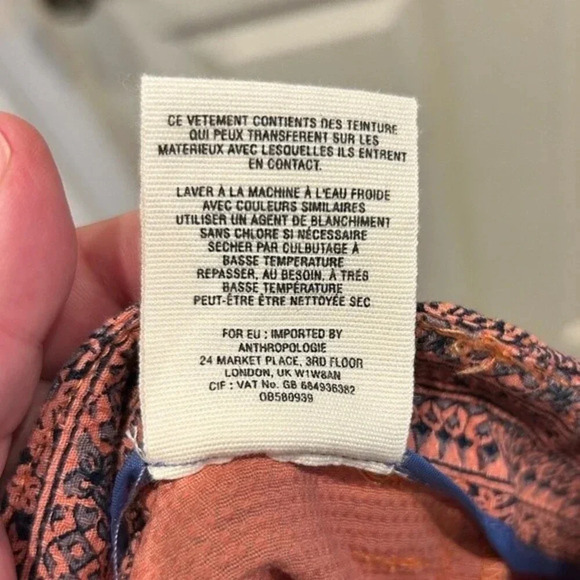 CE VETEMENT CONTIENTS DES TEINTURE
QUI PEUX TRANSFERENT SUR LES
MATERIEUX AVEC LESQUELLES ILS ENTRENT
EN CONTACT.
LAVER À LA MACHINE À L'EAU FROIDE
AVEC COULEURS SIMILAIRES
UTILISER UN AGENT DE BLANCHIMENT
SANS CHLORE SI NÉCESSAIRE
SECHER PAR CULBUTAGE À
BASSE TEMPERATURE
REPASSER, AU BESOIN, À TRÉS
BASSE TEMPÉRATURE
PEUT-ÊTRE ÊTRE NETTOYÉE SEC
FOR EU : IMPORTED BY
ANTHROPOLOGIE
24 MARKET PLACE, 3RD FLOOR
LONDON, UK W1W8AN
CIF : VAT No. GB 684936382
OB580939